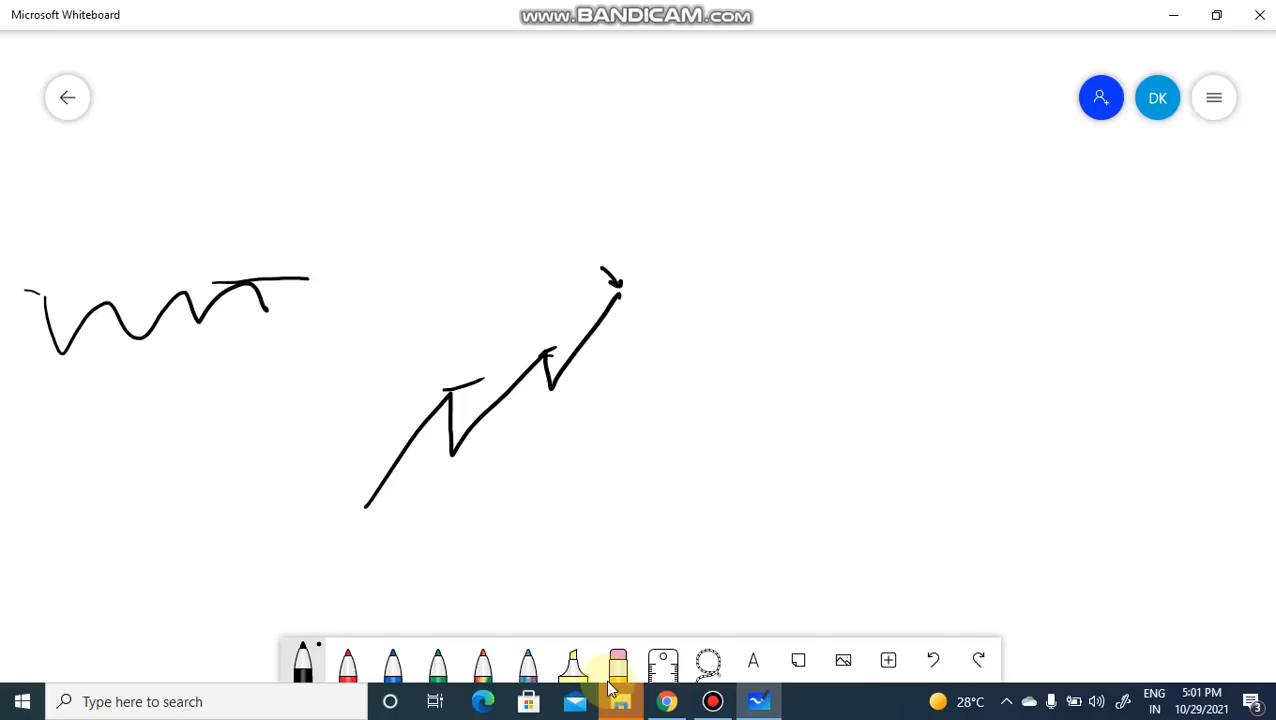 Microsoft Whiteboard
www.BANDICAM.com
DK
A
Type here to search
28°C
ENG
IN
5:01 PM
10/29/2021
3